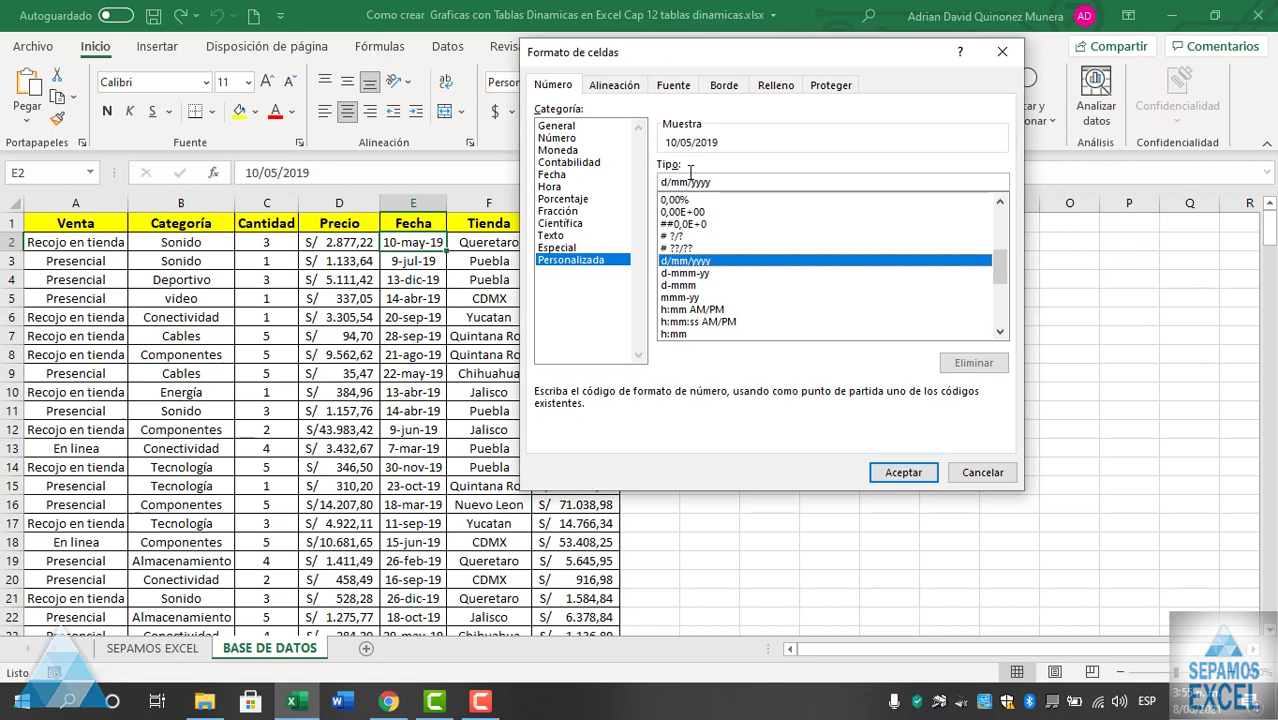 Autoguardado
Como crear Graficas con Tablas Dinamicas en Excel Cap 12 tablas dinamicas.xlsx
Adrian David Quinonez Munera AD
Archivo Inicio Insertar Disposición de página Fórmulas Datos Revis
Compartir Comentarios
Pegar
Calibri 11
N K S
Person
$
Analizar datos
Confidencialidad
Portapapeles Fuente Alineación Análisis Confidencialidad
E2 10/05/2019
Formato de celdas
Número Alineación Fuente Borde Relleno Proteger
Categoría:
General
Número
Moneda
Contabilidad
Fecha
Hora
Porcentaje
Fracción
Científica
Texto
Especial
Personalizada
Muestra
10/05/2019
Tipo:
d/mm/yyyy
0,00%
0,00E+00
##0,0E+0
# ?/?
# ??/??
d/mm/yyyy
d-mmm-yy
d-mmm
mmm-yy
h:mm AM/PM
h:mm:ss AM/PM
h:mm
Eliminar
Escriba el código de formato de número, usando como punto de partida uno de los códigos
existentes.
Aceptar Cancelar
A B C D E F O P Q R
1 Venta Categoría Cantidad Precio Fecha Tienda
2 Recojo en tienda Sonido 3 S/ 2.877,22 10-may-19 Queretaro
3 Presencial Sonido 1 S/ 1.133,64 9-jul-19 Puebla
4 Presencial Deportivo 3 S/ 5.111,42 13-dic-19 Puebla
5 Presencial video 1 S/ 337,05 14-abr-19 CDMX
6 Recojo en tienda Conectividad 1 S/ 3.305,54 20-sep-19 Yucatan
7 Recojo en tienda Cables 5 S/ 94,70 28-sep-19 Quintana Ro
8 Recojo en tienda Componentes 2 S/ 9.562,62 21-ago-19 Quintana Ro
9 Presencial Cables 5 S/ 35,47 22-may-19 Chihuahua
10 Recojo en tienda Energía 1 S/ 384,96 13-abr-19 Jalisco
11 Presencial Sonido 3 S/ 1.157,76 14-abr-19 Puebla
12 Recojo en tienda Componentes 2 S/43.983,42 9-jun-19 Puebla
13 En linea Conectividad 4 S/ 3.432,67 7-mar-19 Puebla
14 Recojo en tienda Tecnología 5 S/ 346,50 30-nov-19 Puebla
15 Presencial Tecnología 1 S/ 310,20 23-oct-19 Quintana Ro
16 Presencial Componentes 5 S/14.207,80 18-mar-19 Nuevo Leon S/ 71.038,98
17 Recojo en tienda Tecnología 3 S/ 4.922,11 11-sep-19 Yucatan S/ 14.766,34
18 En linea Componentes 5 S/10.681,65 15-jun-19 CDMX S/ 53.408,25
19 Presencial Almacenamiento 4 S/ 1.411,49 26-feb-19 Queretaro S/ 5.645,95
20 Presencial Conectividad 2 S/ 458,49 16-sep-19 CDMX S/ 916,98
21 Recojo en tienda Sonido 3 S/ 528,28 26-dic-19 Queretaro S/ 1.584,84
22 Presencial Almacenamiento 5 S/ 1.275,77 18-oct-19 Jalisco S/ 6.378,84
SEPAMOS EXCEL BASE DE DATOS
Listo
ESP
SEPAMOS
EXCEL